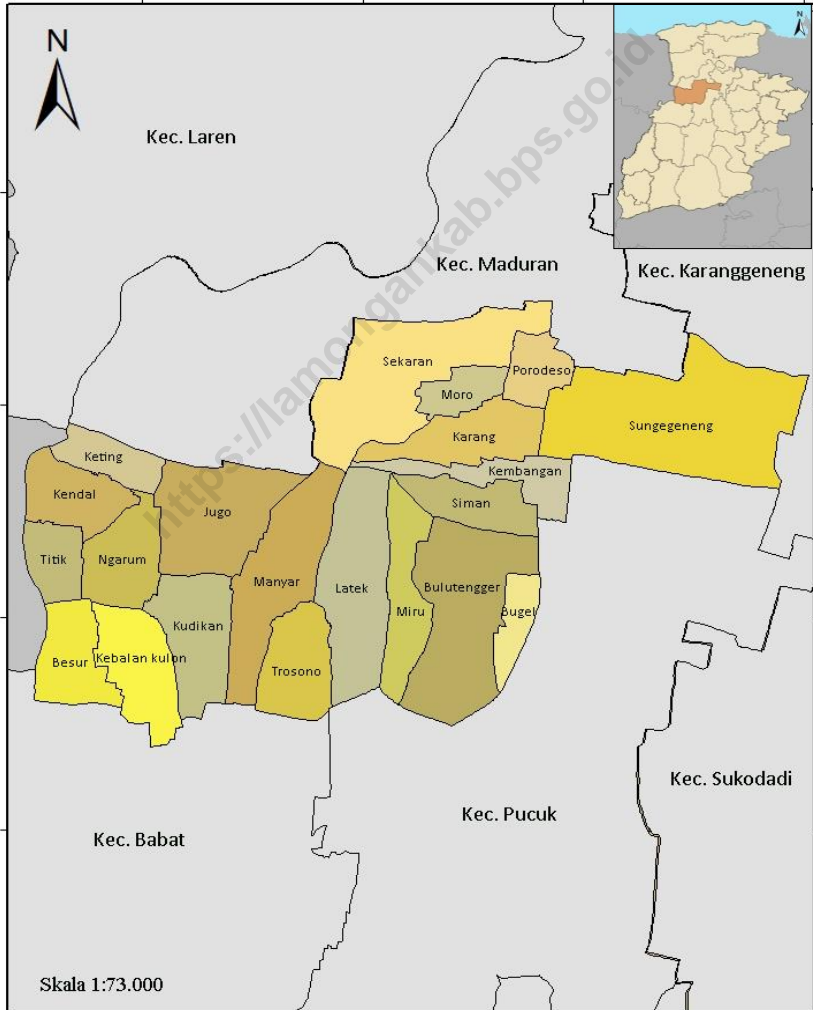 N
N
Kec. Laren
Kec. Maduran
Kec. Karanggeneng
Sekaran
Porodeso
Moro
Sungegeneng
Karang
Keting
Kembangan
Kendal
Siman
Jugo
Titik
Ngarum
Manyar
Latek
Bulutengger
Miru
Bugel
Kudikan
Besur
Kebalan kulon
Trosono
Kec. Sukodadi
Kec. Pucuk
Kec. Babat
Skala 1:73.000
https://lamongankab.bps.go.id